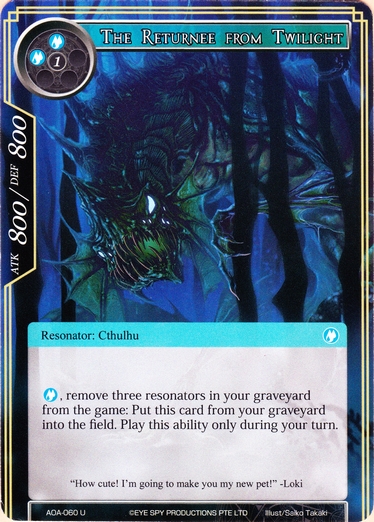 The Returnee from Twilight
1
ATK 800 / DEF 800
Resonator: Cthulhu
, remove three resonators in your graveyard
from the game: Put this card from your graveyard
into the field. Play this ability only during your turn.
"How cute! I'm going to make you my new pet!" -Loki
AOA-060 U
©EYE SPY PRODUCTIONS PTE LTD
Illust/Saiko Takaki